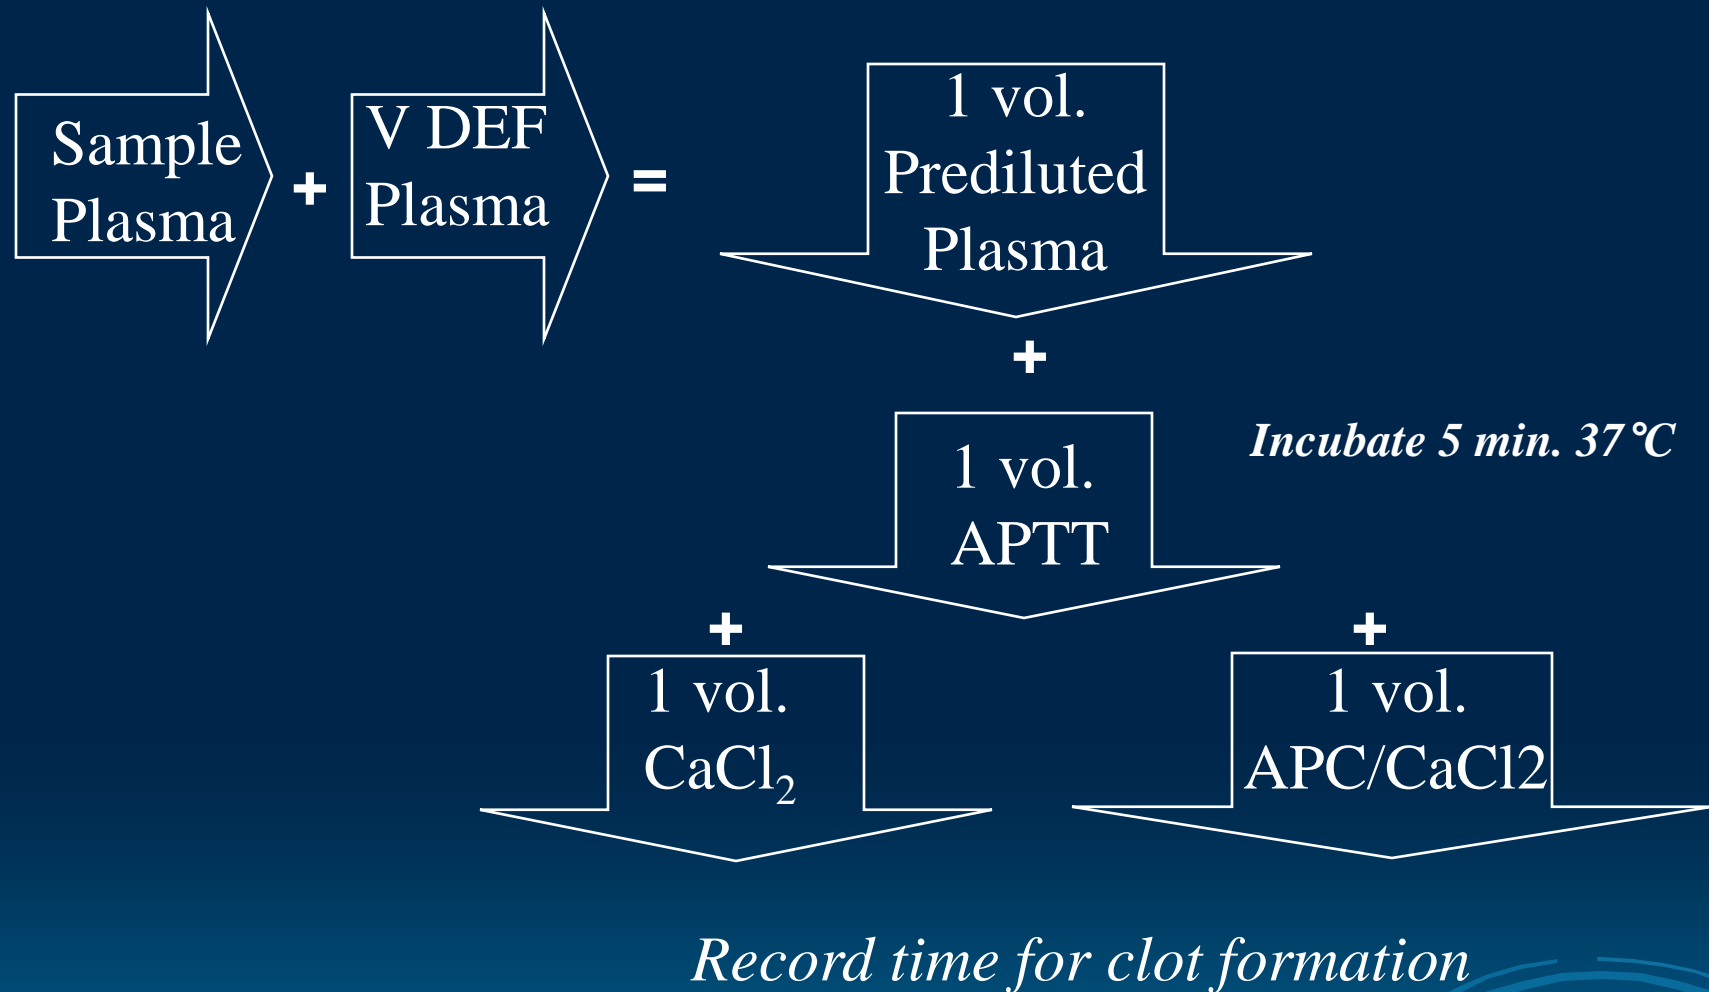 Sample
Plasma
+
V DEF
Plasma
=
1 vol.
Prediluted
Plasma
+
1 vol.
APTT
Incubate 5 min. 37°C
+
1 vol.
CaCl₂
+
1 vol.
APC/CaCl2
Record time for clot formation